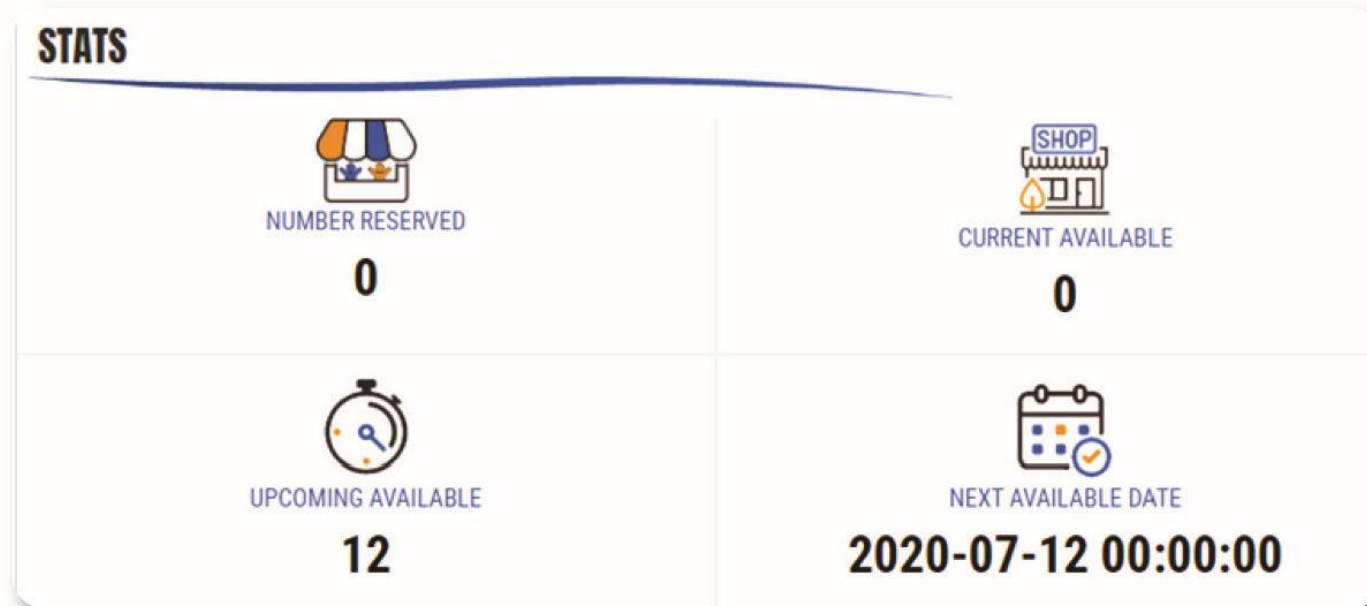 STATS
SHOP
NUMBER RESERVED
0
CURRENT AVAILABLE
0
UPCOMING AVAILABLE
12
NEXT AVAILABLE DATE
2020-07-12 00:00:00